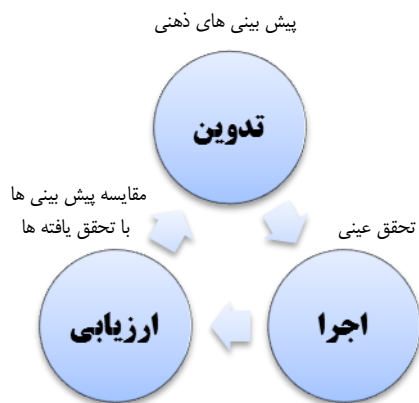 پیش بینی های ذهنی
تدوین
مقایسه پیش بینی ها
با تحقق یافته ها
تحقق عینی
ارزیابی
اجرا